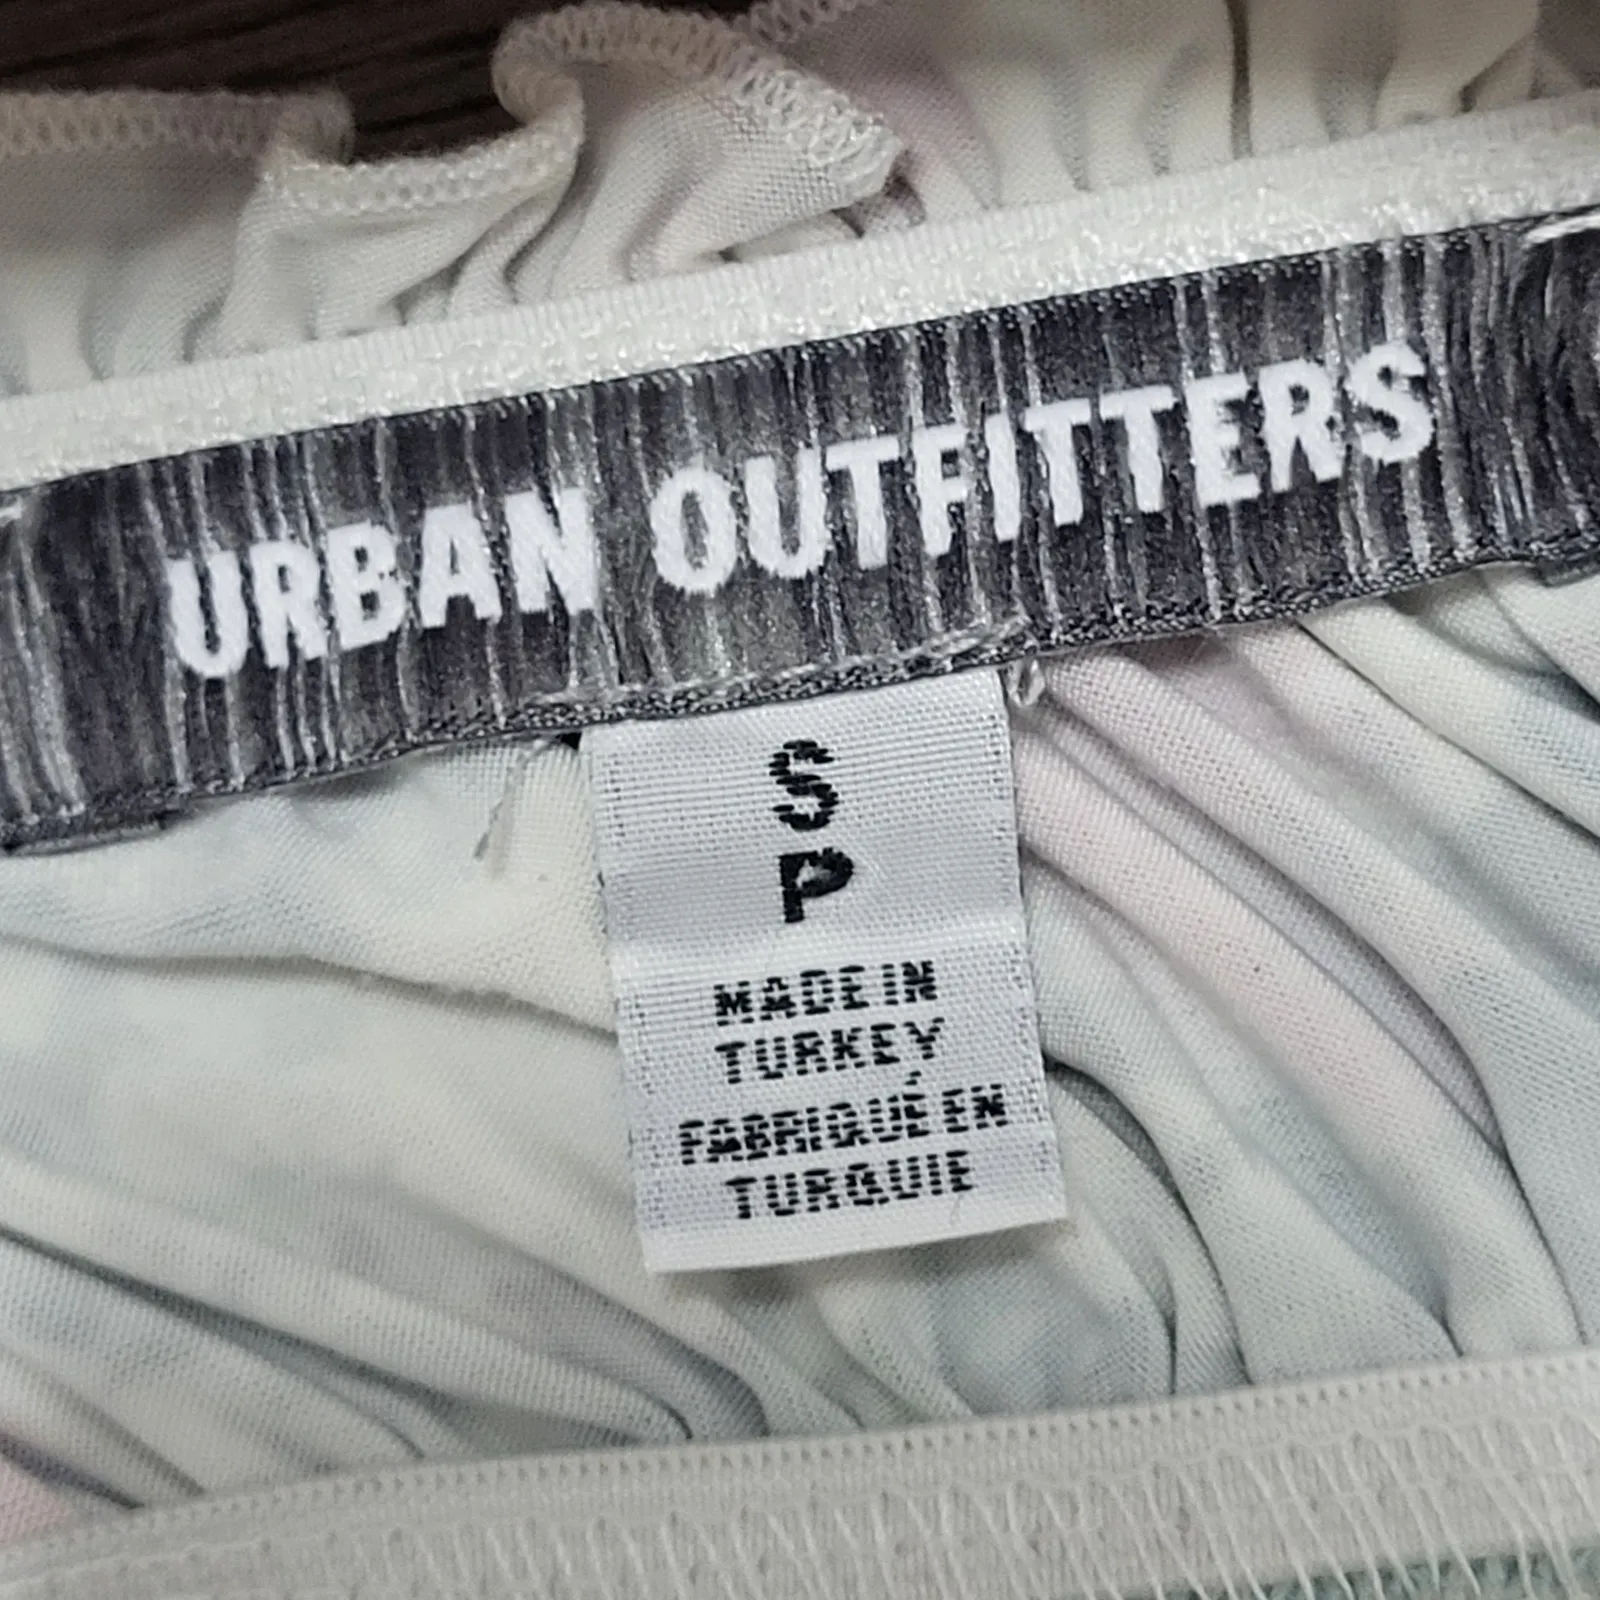 URBAN OUTFITTERS
S
P
MADE IN
TURKEY
FABRIQUÉ EN
TURQUIE